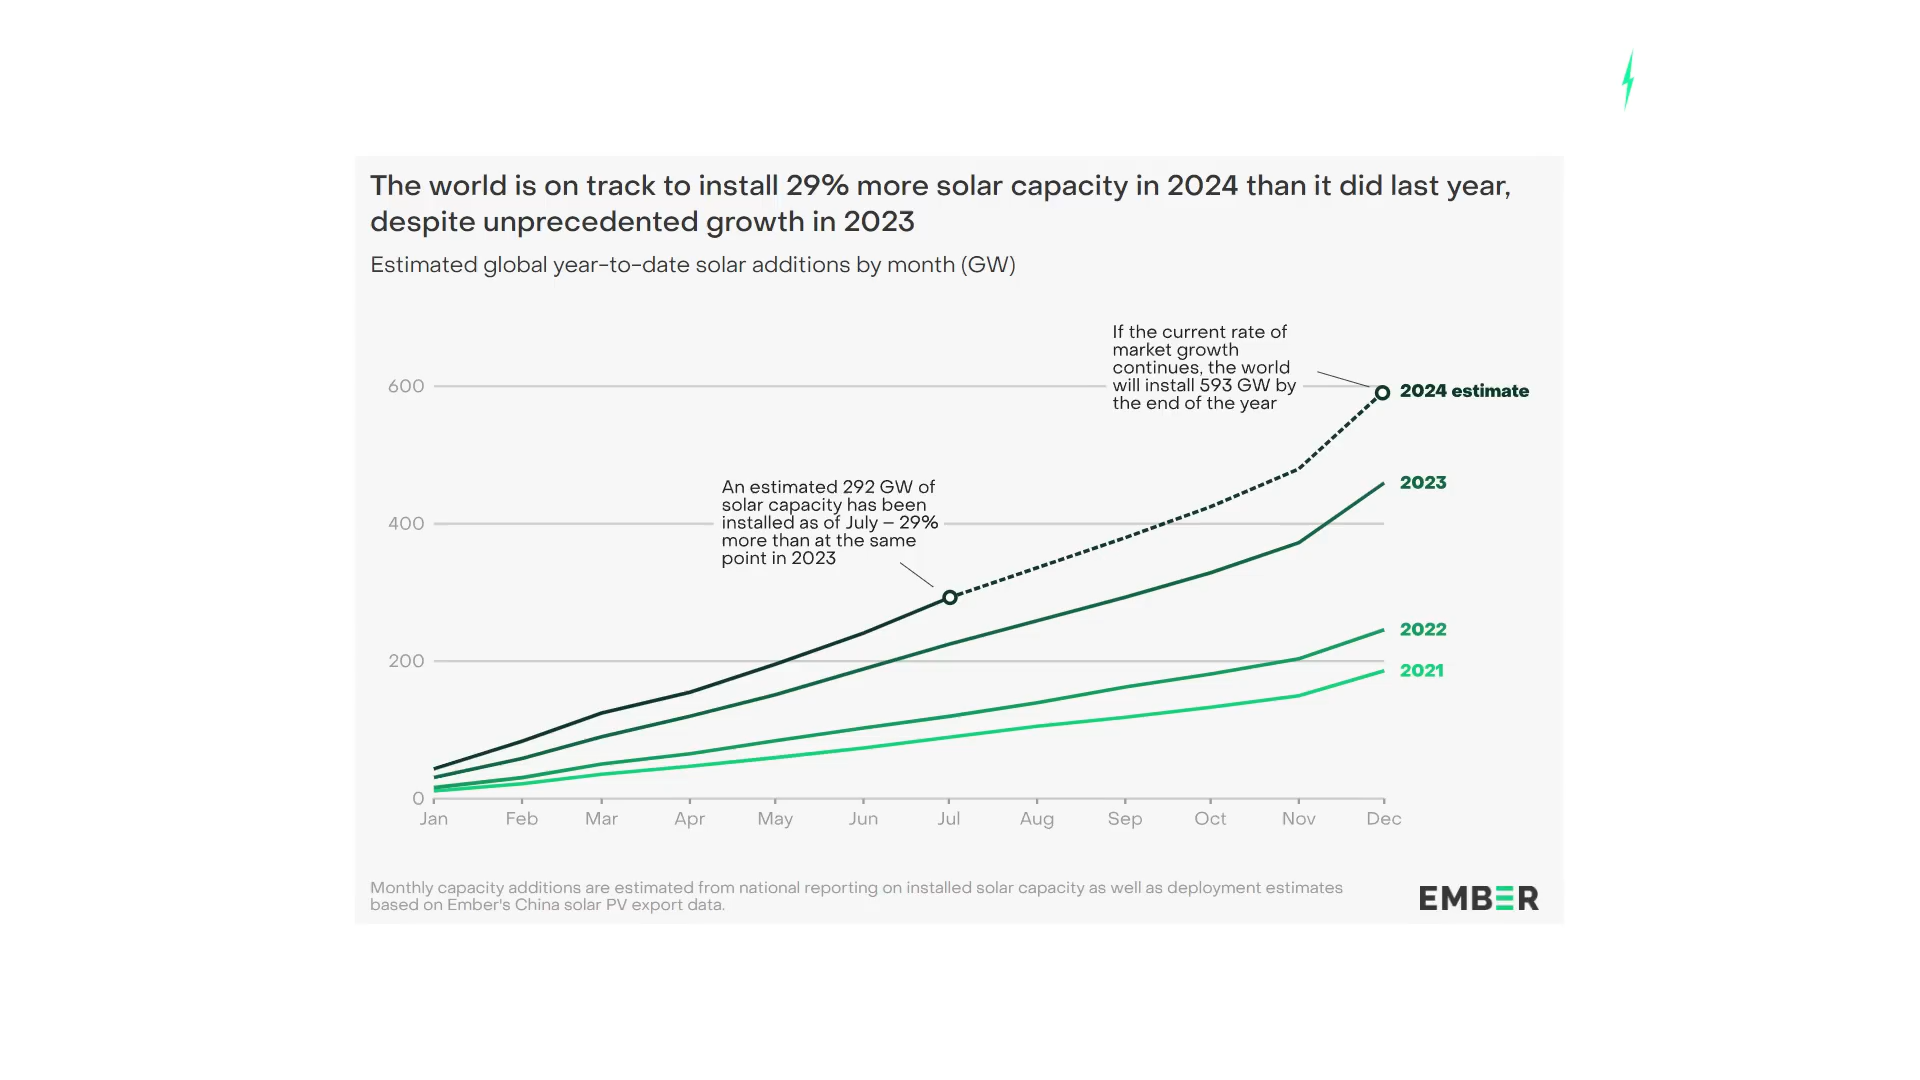 The world is on track to install 29% more solar capacity in 2024 than it did last year,
despite unprecedented growth in 2023
Estimated global year-to-date solar additions by month (GW)
If the current rate of
market growth
continues, the world
will install 593 GW by
the end of the year
600
2024 estimate
An estimated 292 GW of
solar capacity has been
installed as of July – 29%
more than at the same
point in 2023
2023
400
2022
200
2021
0
Jan Feb Mar Apr May Jun Jul Aug Sep Oct Nov Dec
Monthly capacity additions are estimated from national reporting on installed solar capacity as well as deployment estimates
based on Ember's China solar PV export data.
EMBER